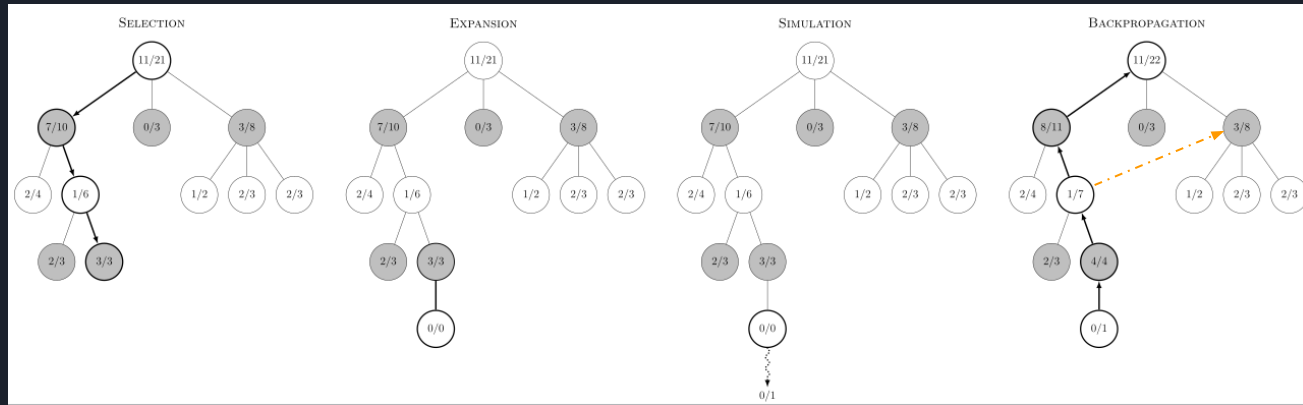 SELECTION
11/21
7/10 0/3 3/8
2/4 1/6 1/2 2/3 2/3
2/3 3/3
EXPANSION
11/21
7/10 0/3 3/8
2/4 1/6 1/2 2/3 2/3
2/3 3/3
0/0
SIMULATION
11/21
7/10 0/3 3/8
2/4 1/6 1/2 2/3 2/3
2/3 3/3
0/0
0/1
BACKPROPAGATION
11/22
8/11 0/3 3/8
2/4 1/7 1/2 2/3 2/3
2/3 4/4
0/1